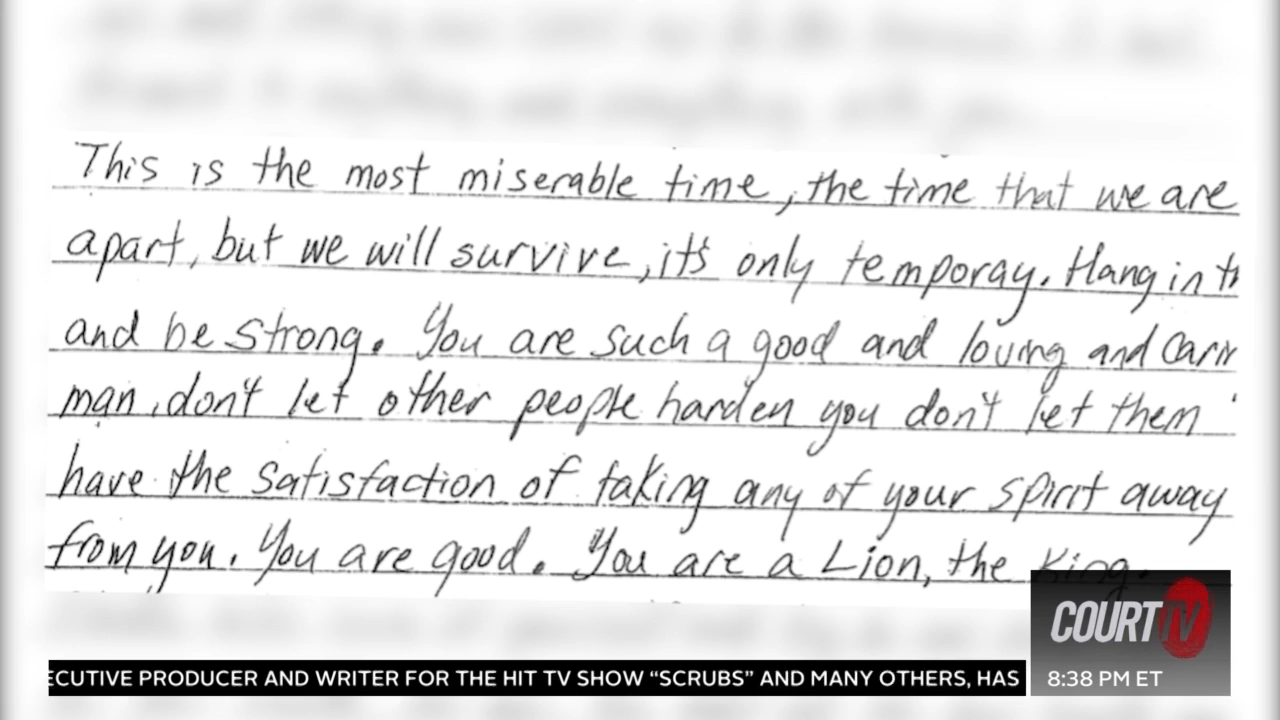 This is the most miserable time, the time that we are
apart, but we will survive, it's only temporay. Hang in th
and be strong. You are such a good and loving and carin
man, don't let other people harden you don't let them
have the satisfaction of taking any of your spirit away
from you. You are good. You are a Lion, the King.
COURT TV
ECUTIVE PRODUCER AND WRITER FOR THE HIT TV SHOW “SCRUBS” AND MANY OTHERS, HAS
8:38 PM ET